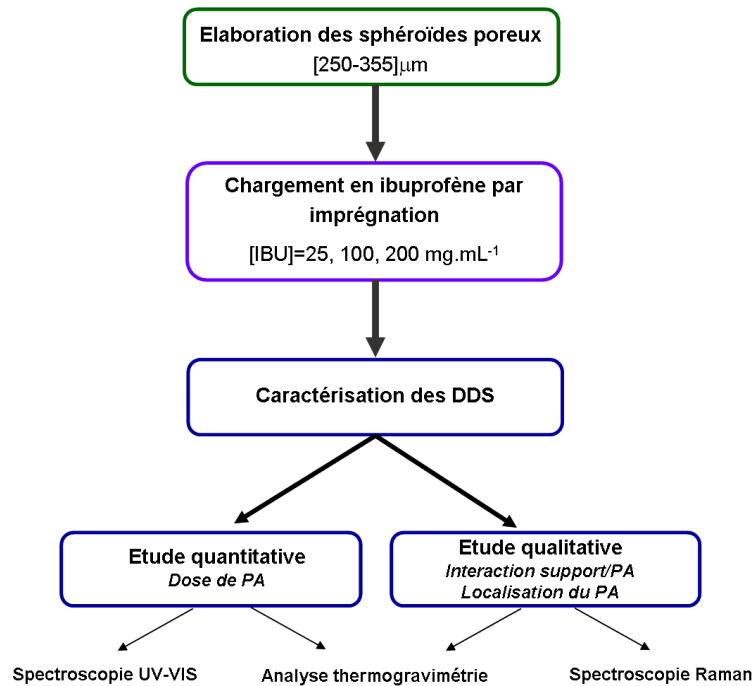 Elaboration des sphéroïdes poreux
[250-355]μm
Chargement en ibuprofène par
imprégnation
[IBU]=25, 100, 200 mg.mL⁻¹
Caractérisation des DDS
Etude quantitative
Dose de PA
Etude qualitative
Interaction support/PA
Localisation du PA
Spectroscopie UV-VIS
Analyse thermogravimétrie
Spectroscopie Raman